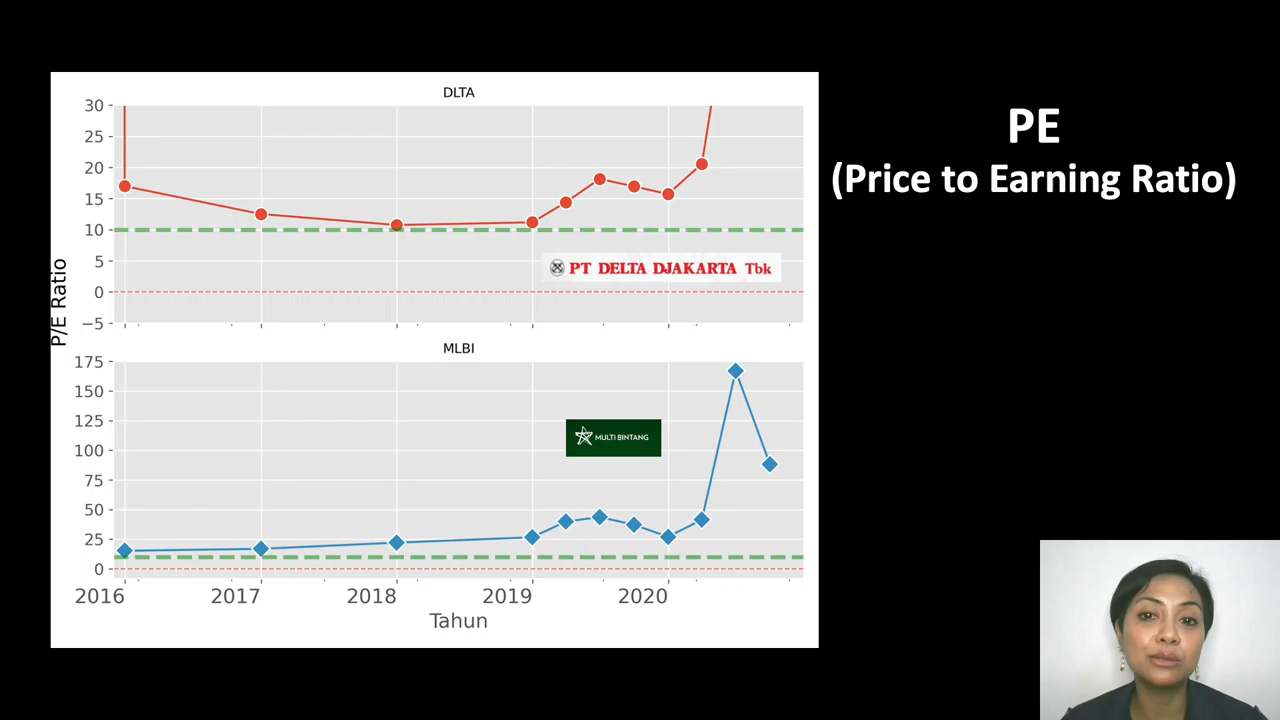 PE
(Price to Earning Ratio)
DLTA
30
25
20
15
10
5
0
−5
PT DELTA DJAKARTA Tbk
P/E Ratio
MLBI
175
150
125
100
75
50
25
0
MULTI BINTANG
2016 2017 2018 2019 2020
Tahun